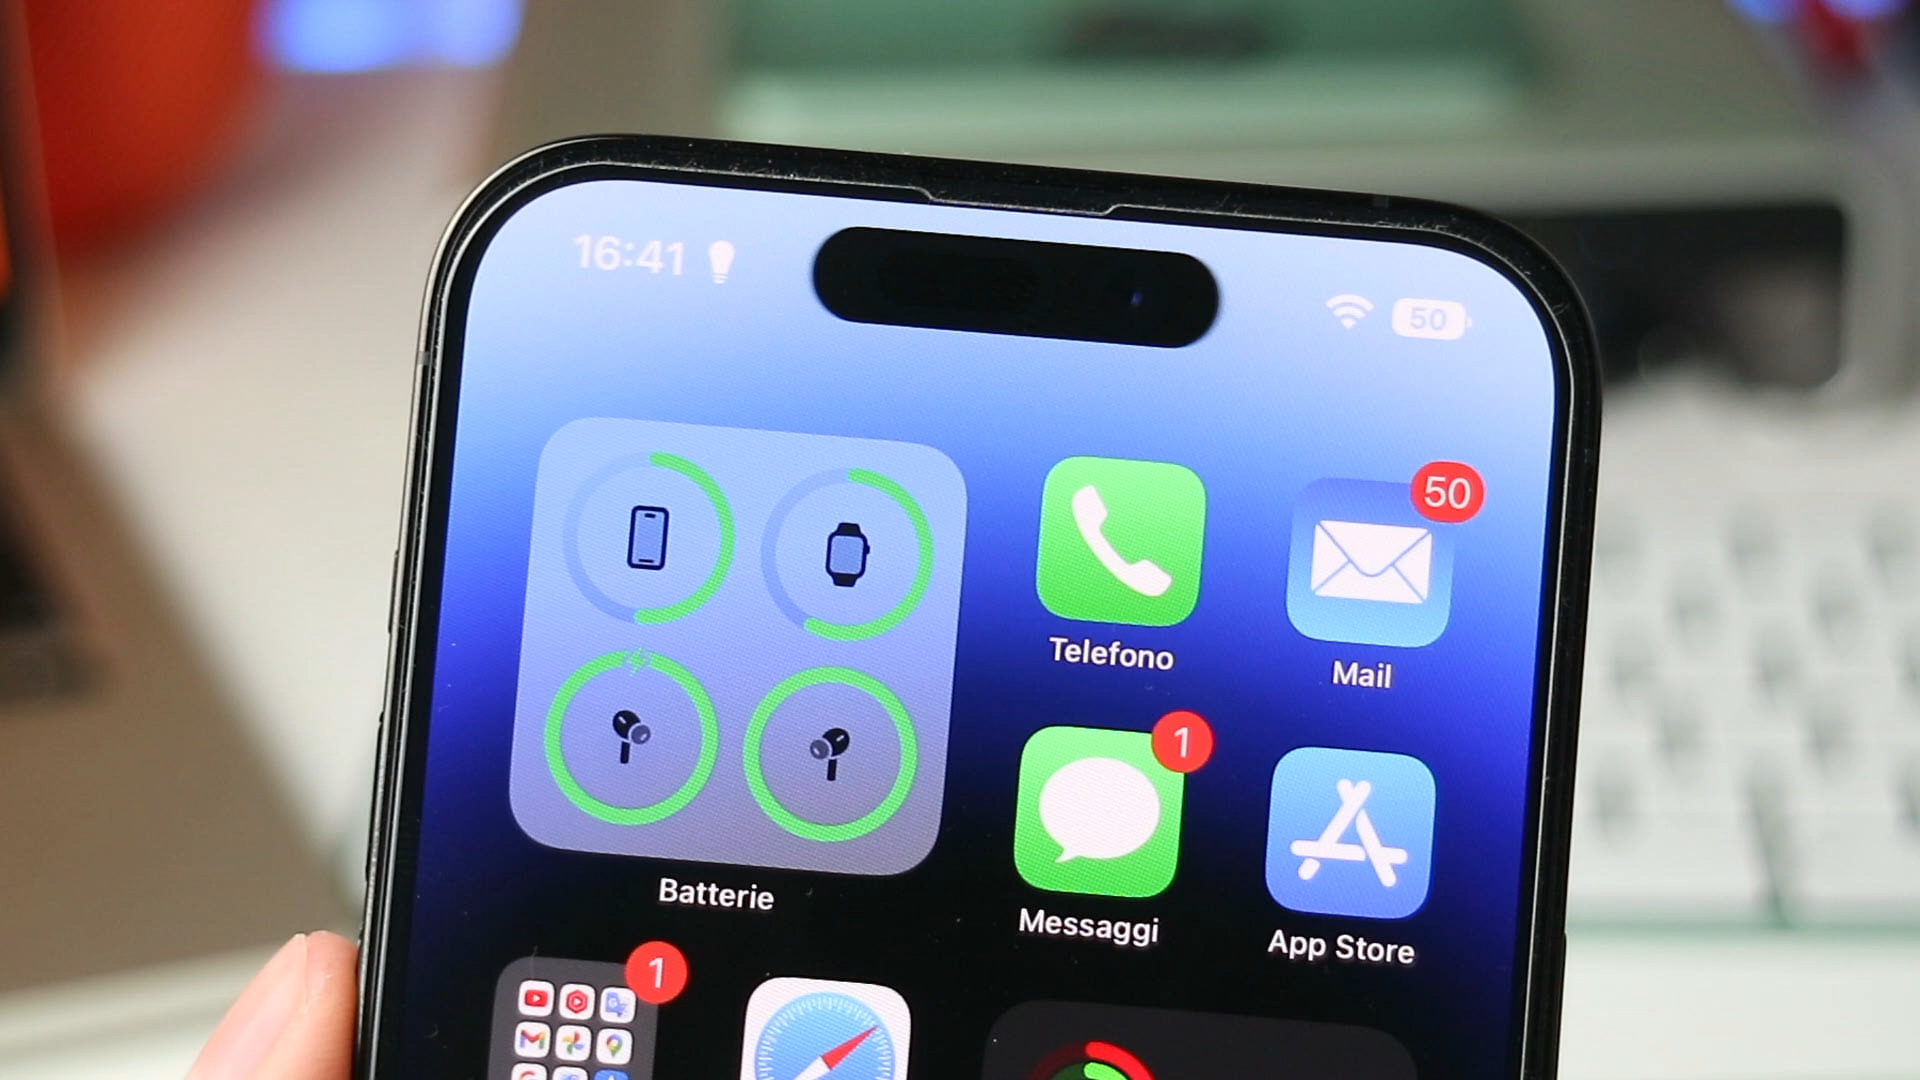 16:41
50
50
Telefono
Mail
1
Batterie
Messaggi
App Store
1